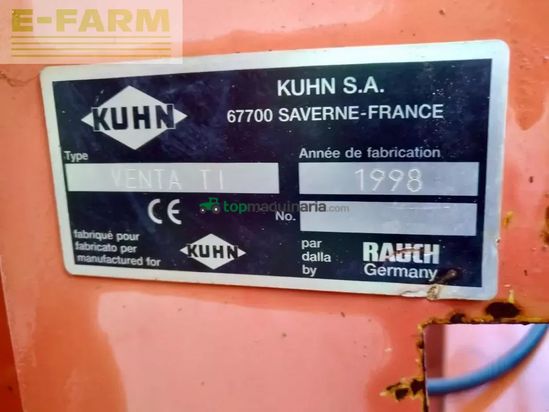 E-FARM
KUHN
KUHN S.A.
67700 SAVERNE-FRANCE
Type
Année de fabrication
VENTA TI
1998
CE
topmaquinaria.com
No.
fabriqué pour
fabricato per
manufactured for
KUHN
par
dalla
by
RAUCH
Germany